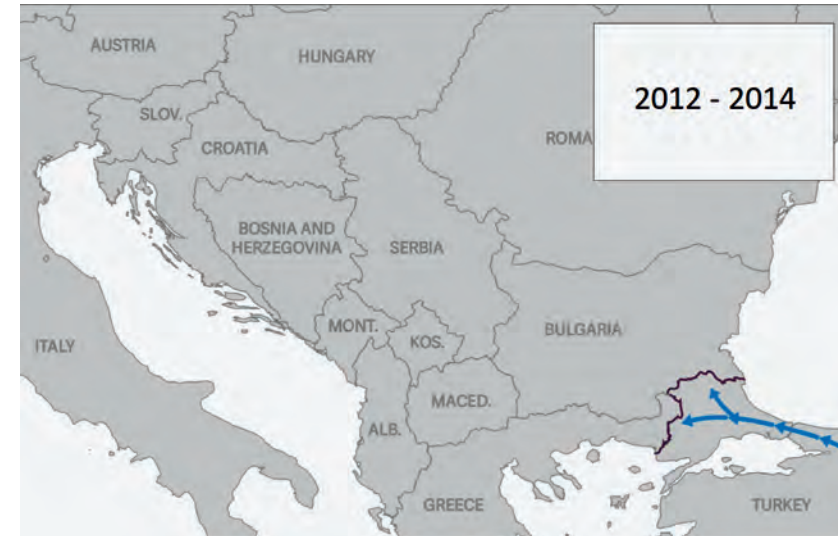 AUSTRIA
HUNGARY
2012 - 2014
SLOV.
CROATIA
ROMA
BOSNIA AND
HERZEGOVINA
SERBIA
MONT.
KOS.
BULGARIA
ITALY
MACED.
ALB.
GREECE
TURKEY